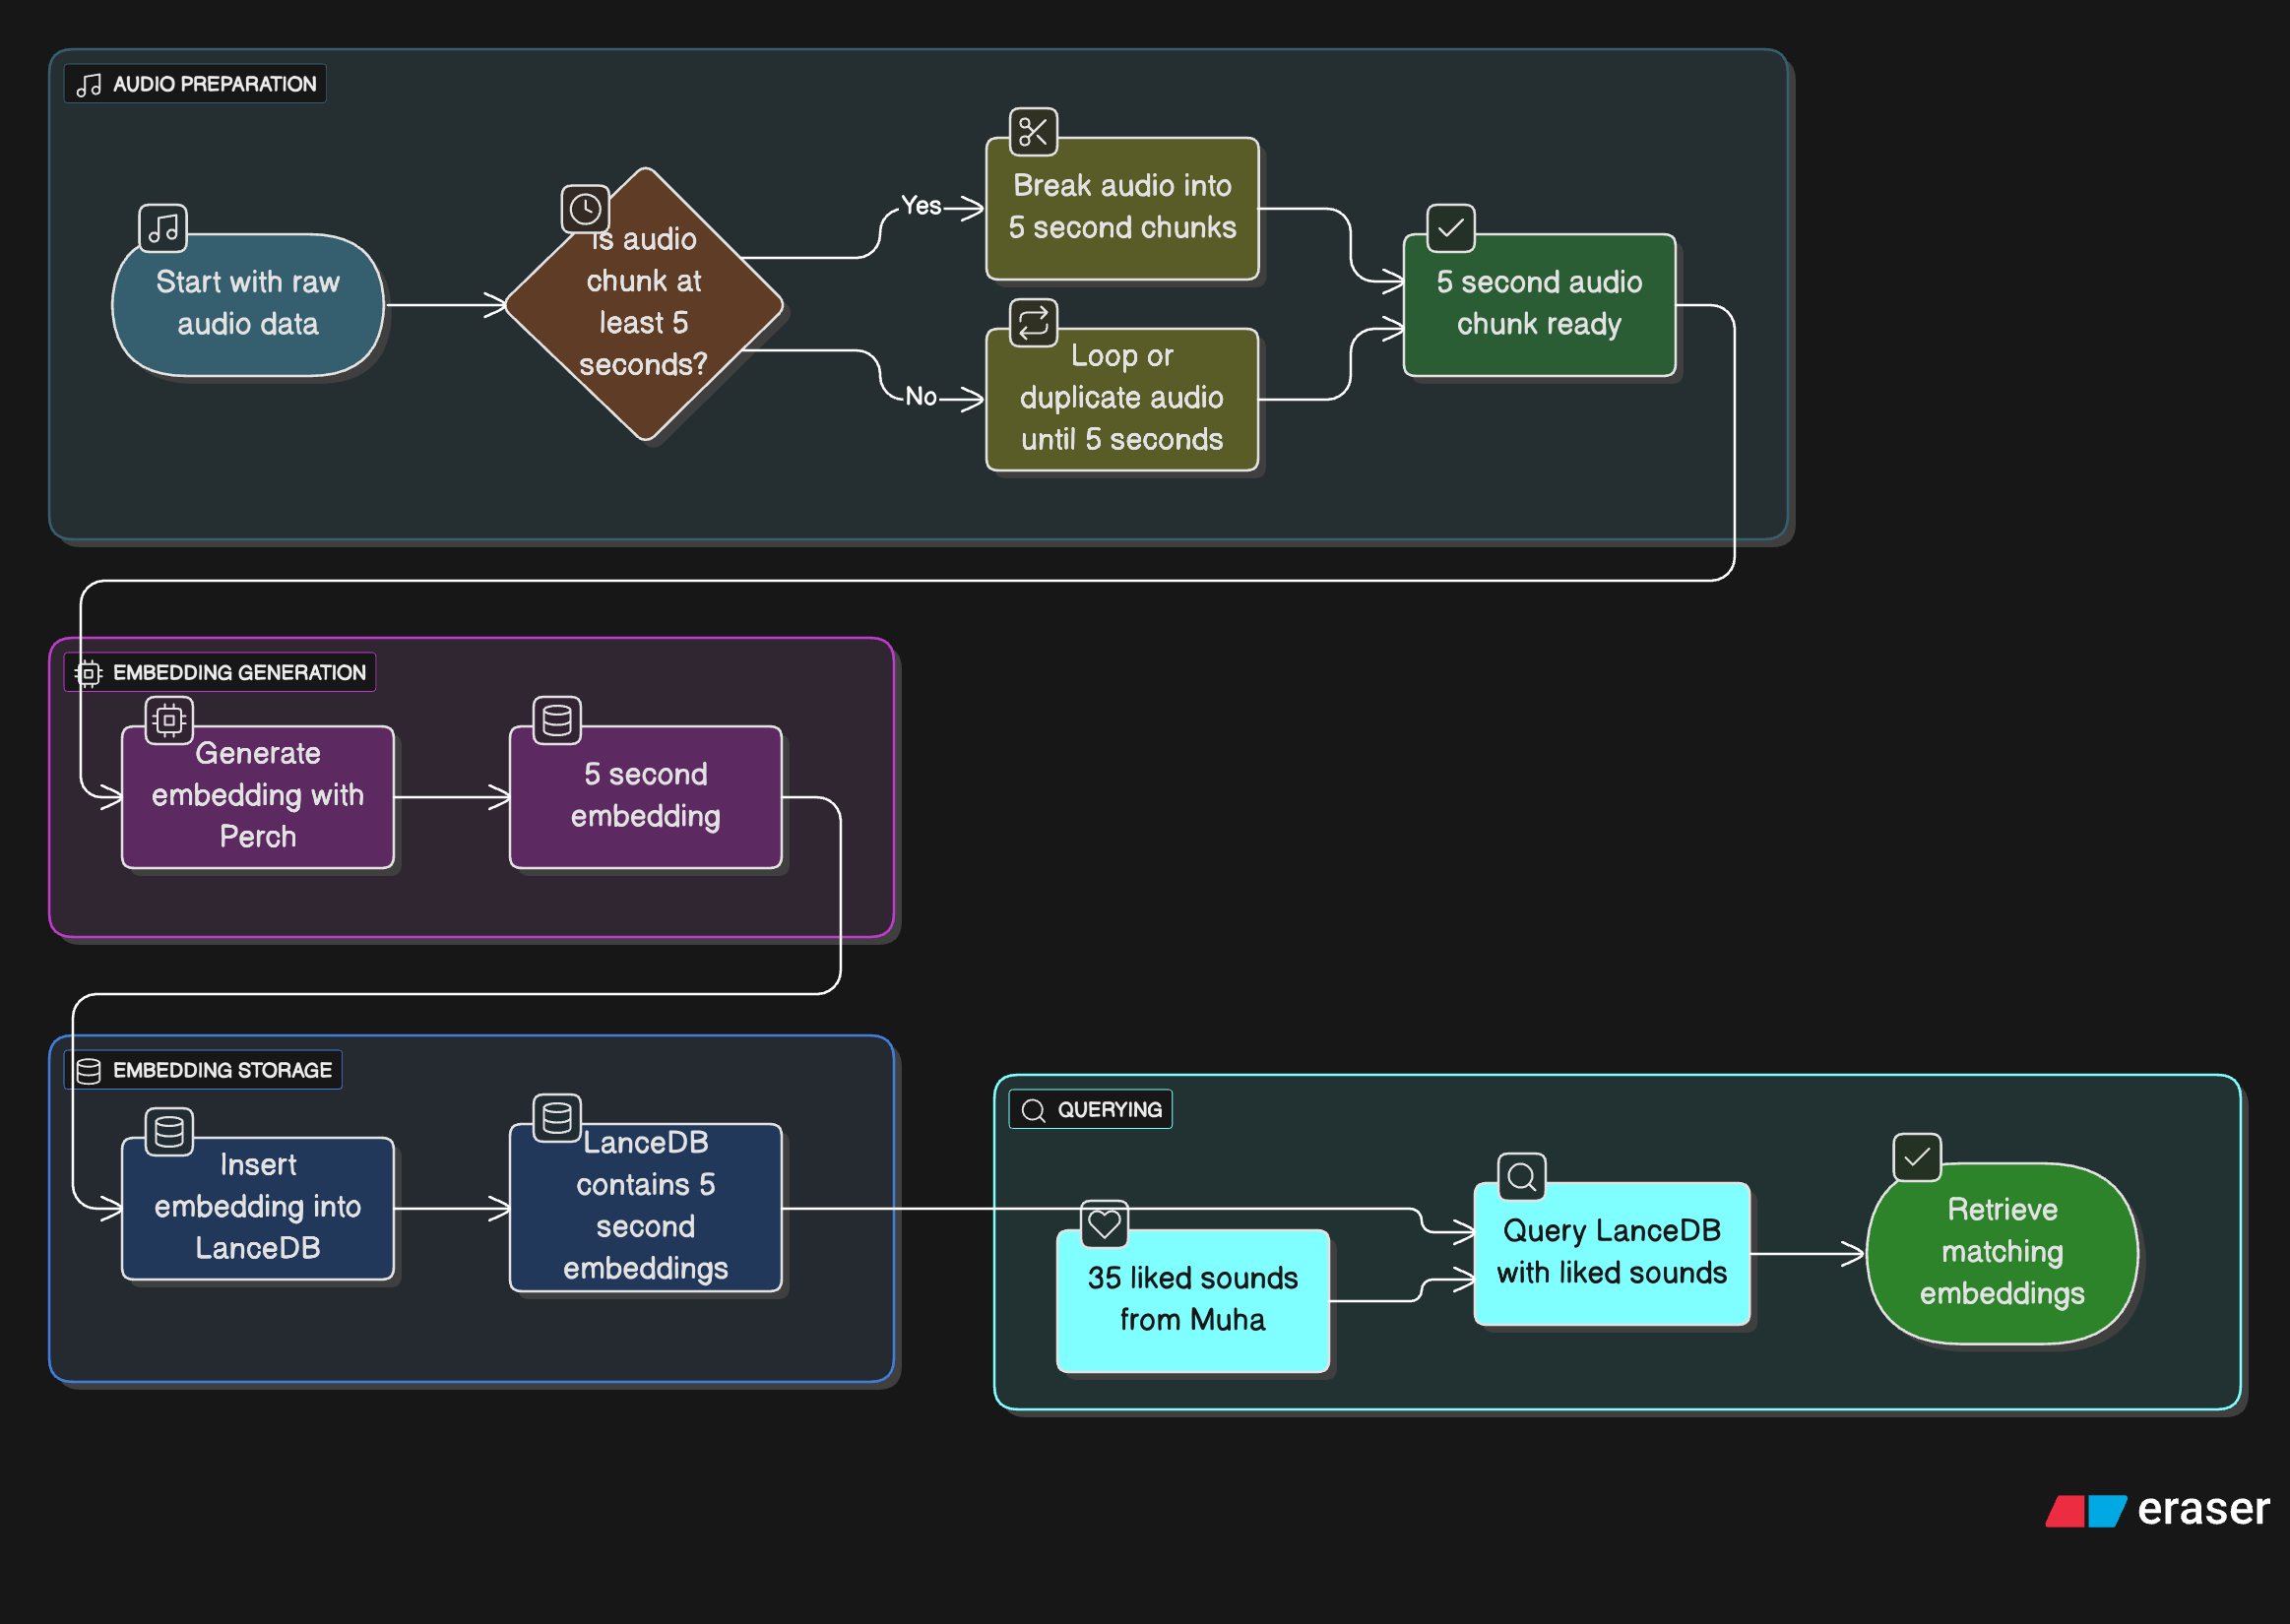 AUDIO PREPARATION
Start with raw
audio data
Is audio
chunk at
least 5
seconds?
Yes
No
Break audio into
5 second chunks
Loop or
duplicate audio
until 5 seconds
5 second audio
chunk ready
EMBEDDING GENERATION
Generate
embedding with
Perch
5 second
embedding
EMBEDDING STORAGE
Insert
embedding into
LanceDB
LanceDB
contains 5
second
embeddings
QUERYING
35 liked sounds
from Muha
Query LanceDB
with liked sounds
Retrieve
matching
embeddings
eraser